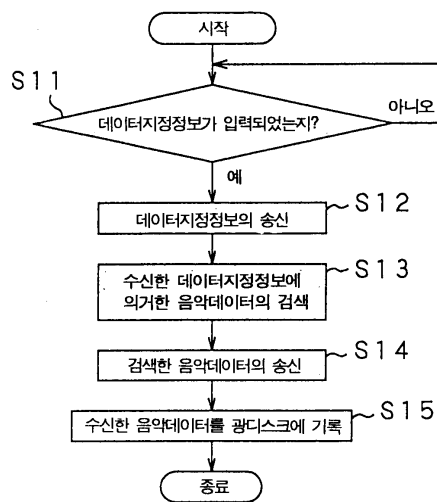 시작
S11
데이터지정정보가 입력되었는지?
아니오
예
데이터지정정보의 송신
S12
수신한 데이터지정정보에
의거한 음악데이터의 검색
S13
검색한 음악데이터의 송신
S14
수신한 음악데이터를 광디스크에 기록
S15
종료